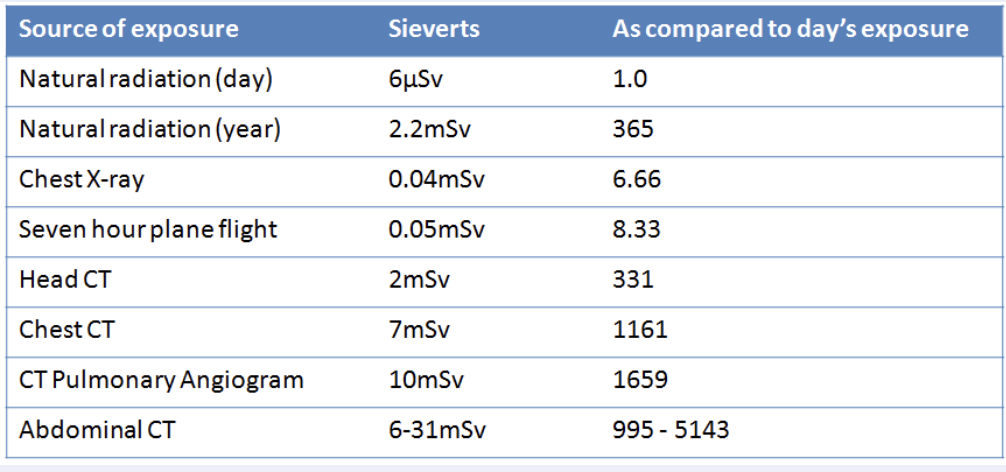 Source of exposure Sieverts As compared to day’s exposure
Natural radiation (day) 6µSv 1.0
Natural radiation (year) 2.2mSv 365
Chest X-ray 0.04mSv 6.66
Seven hour plane flight 0.05mSv 8.33
Head CT 2mSv 331
Chest CT 7mSv 1161
CT Pulmonary Angiogram 10mSv 1659
Abdominal CT 6-31mSv 995 - 5143